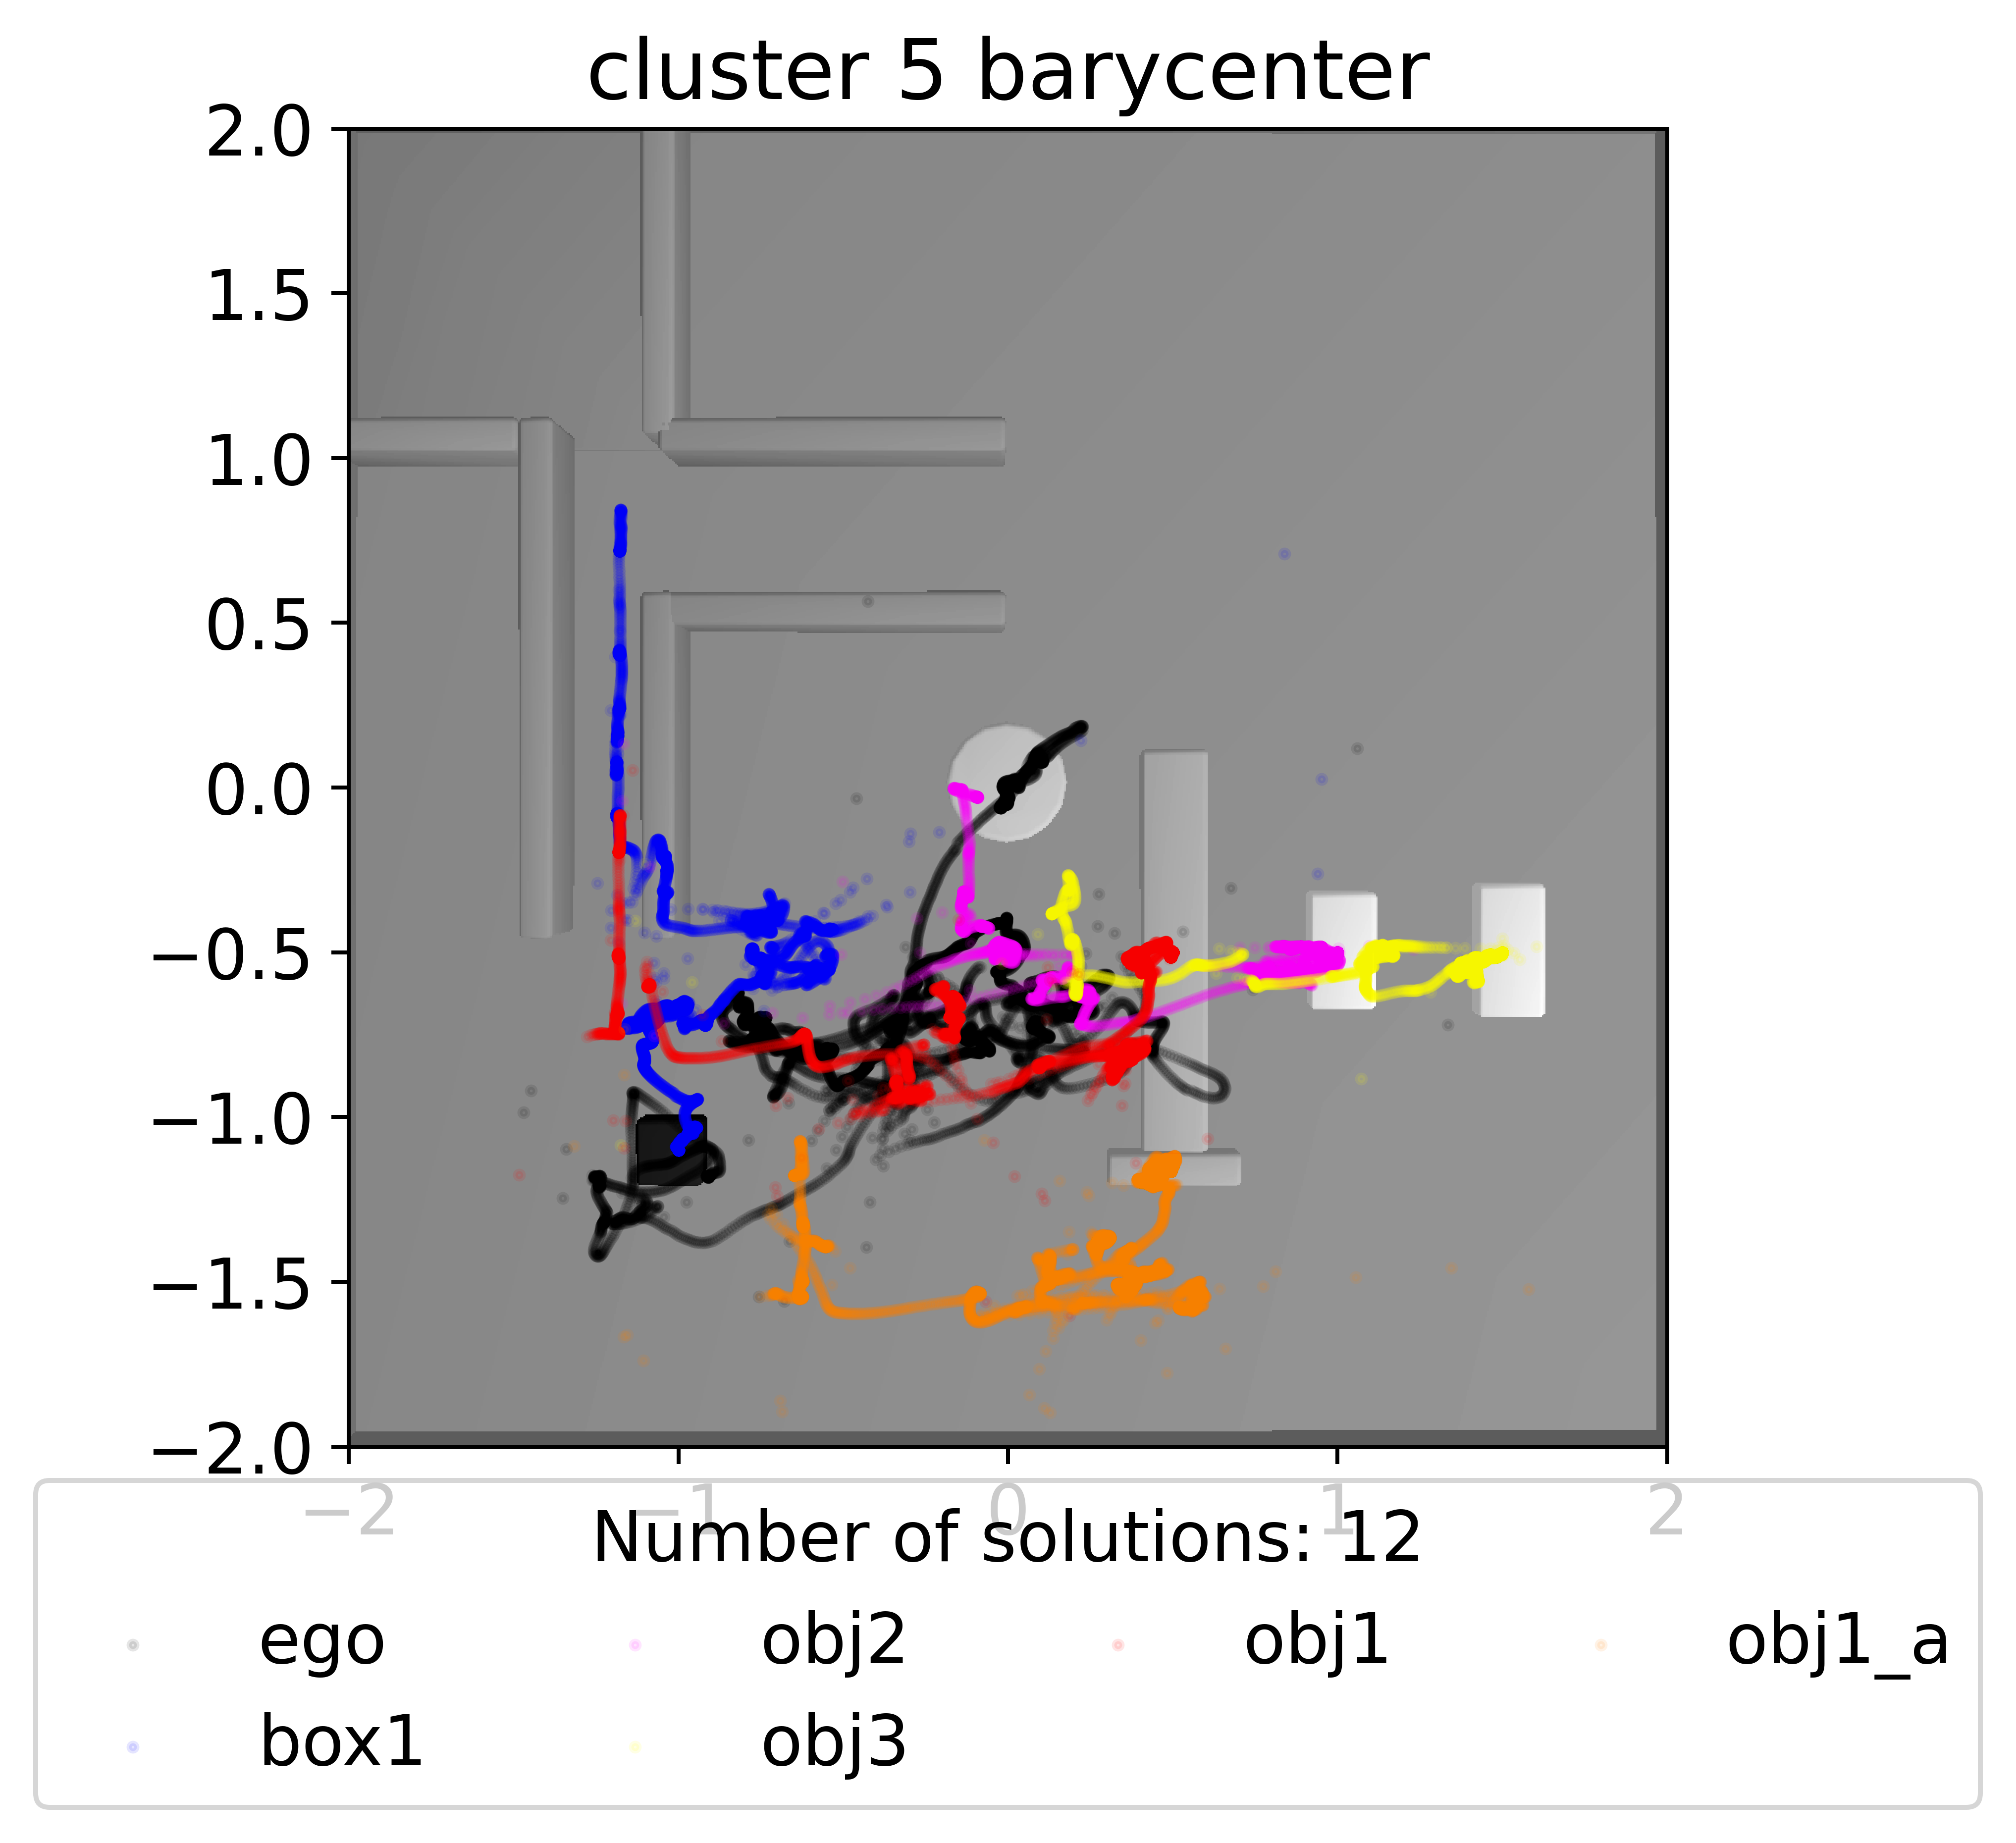 cluster 5 barycenter
2.0
1.5
1.0
0.5
0.0
−0.5
−1.0
−1.5
−2.0
−2 −1 0 1 2
Number of solutions: 12
ego obj2 obj1 obj1_a
box1 obj3